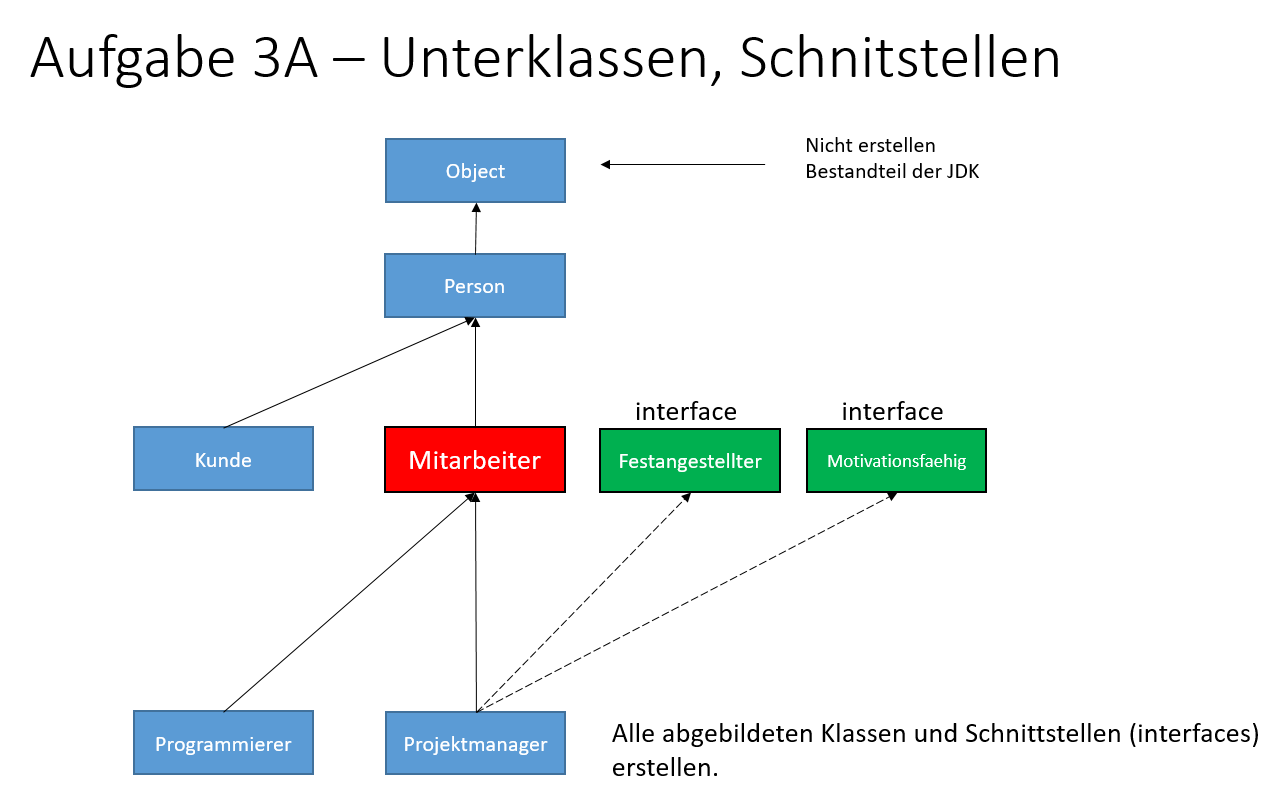 Aufgabe 3A – Unterklassen, Schnitstellen
Object
Nicht erstellen
Bestandteil der JDK
Person
interface
interface
Kunde
Mitarbeiter
Festangestellter
Motivationsfaehig
Programmierer
Projektmanager
Alle abgebildeten Klassen und Schnittstellen (interfaces)
erstellen.